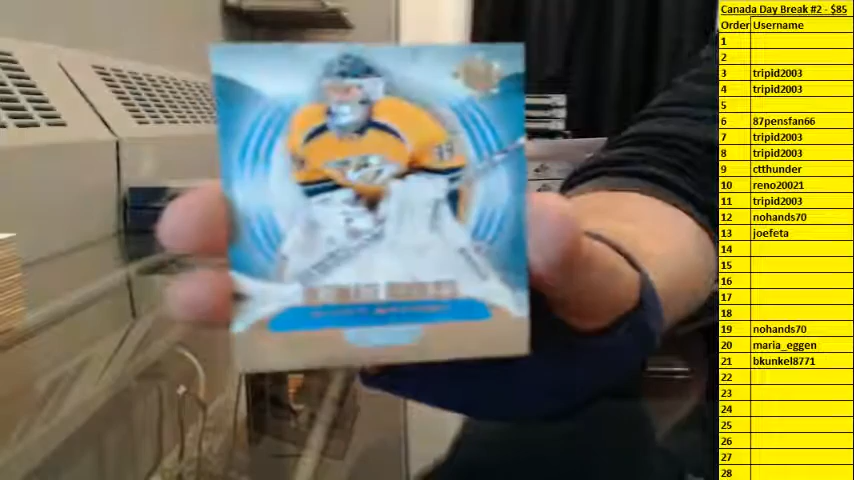 Canada Day Break #2 - $85
Order Username
1
2
3 tripid2003
4 tripid2003
5
6 87pensfan66
7 tripid2003
8 tripid2003
9 ctthunder
10 reno20021
11 tripid2003
12 nohands70
13 joefeta
14
15
16
17
18
19 nohands70
20 maria_eggen
21 bkunkel8771
22
23
24
25
26
27
28
ULTIMATE ROOKIES